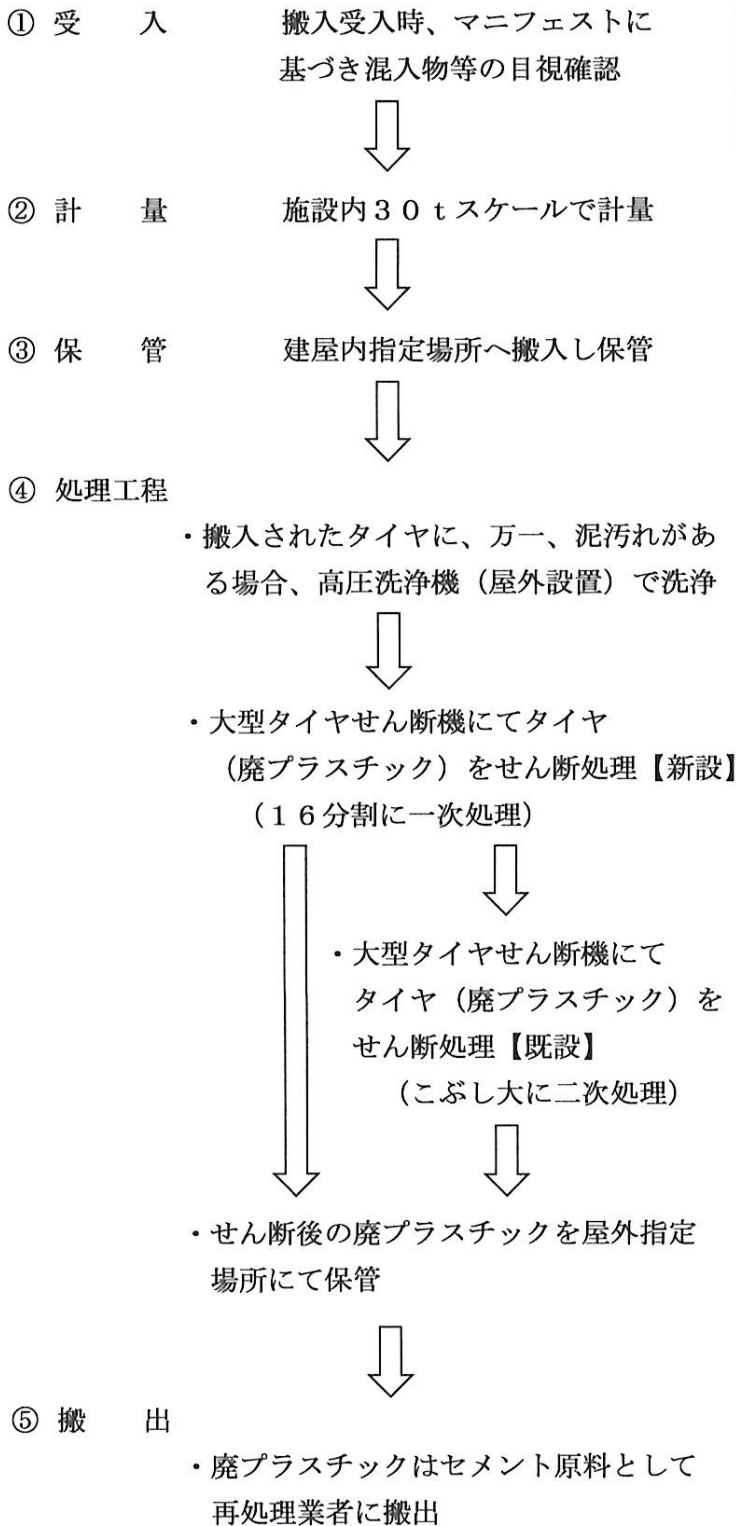 ① 受　　入　　　搬入受入時、マニフェストに
基づき混入物等の目視確認
② 計　　量　　　施設内３０ｔスケールで計量
③ 保　　管　　　建屋内指定場所へ搬入し保管
④ 処理工程
・搬入されたタイヤに、万一、泥汚れがあ
る場合、高圧洗浄機（屋外設置）で洗浄
・大型タイヤせん断機にてタイヤ
（廃プラスチック）をせん断処理【新設】
（１６分割に一次処理）
・大型タイヤせん断機にて
タイヤ（廃プラスチック）を
せん断処理【既設】
（こぶし大に二次処理）
・せん断後の廃プラスチックを屋外指定
場所にて保管
⑤ 搬　　出
・廃プラスチックはセメント原料として
再処理業者に搬出